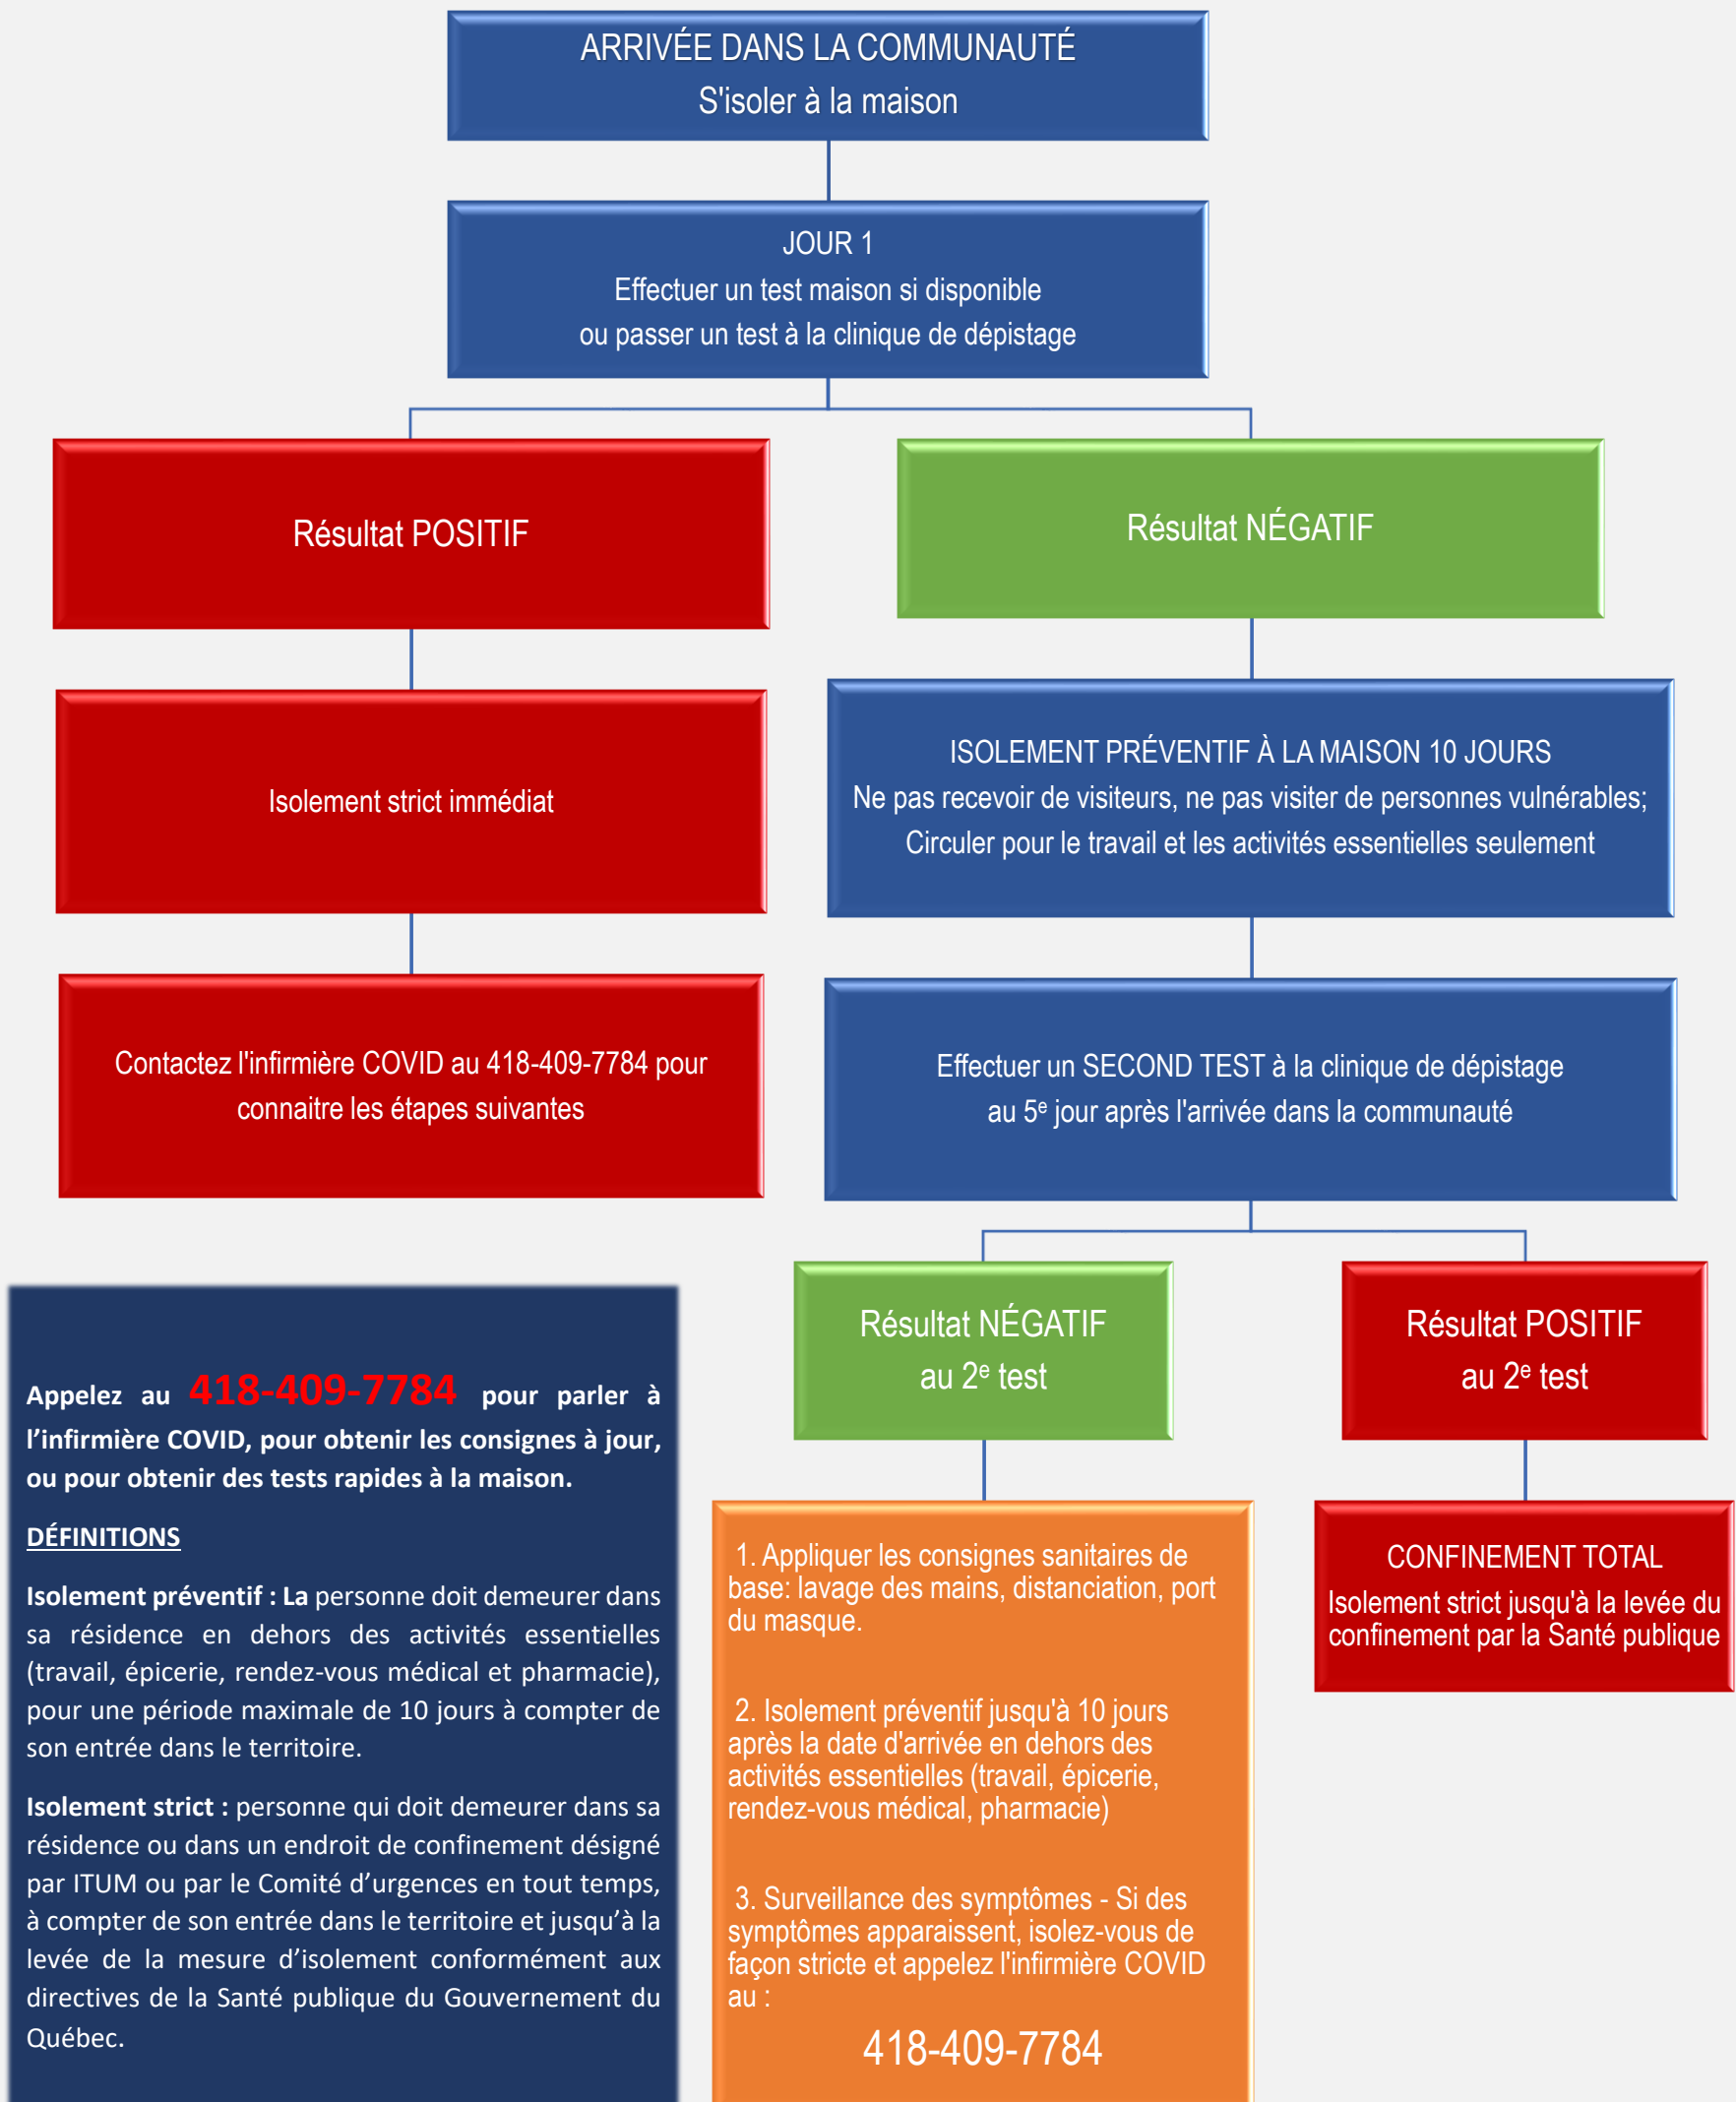 ARRIVÉE DANS LA COMMUNAUTÉ
S'isoler à la maison
JOUR 1
Effectuer un test maison si disponible
ou passer un test à la clinique de dépistage
Résultat POSITIF
Résultat NÉGATIF
Isolement strict immédiat
ISOLEMENT PRÉVENTIF À LA MAISON 10 JOURS
Ne pas recevoir de visiteurs, ne pas visiter de personnes vulnérables;
Circuler pour le travail et les activités essentielles seulement
Contactez l'infirmière COVID au 418-409-7784 pour
connaitre les étapes suivantes
Effectuer un SECOND TEST à la clinique de dépistage
au 5e jour après l'arrivée dans la communauté
Résultat NÉGATIF
au 2e test
Résultat POSITIF
au 2e test
Appelez au 418-409-7784 pour parler à
l’infirmière COVID, pour obtenir les consignes à jour,
ou pour obtenir des tests rapides à la maison.
DÉFINITIONS
Isolement préventif : La personne doit demeurer dans
sa résidence en dehors des activités essentielles
(travail, épicerie, rendez-vous médical et pharmacie),
pour une période maximale de 10 jours à compter de
son entrée dans le territoire.
Isolement strict : personne qui doit demeurer dans sa
résidence ou dans un endroit de confinement désigné
par ITUM ou par le Comité d’urgences en tout temps,
à compter de son entrée dans le territoire et jusqu’à la
levée de la mesure d’isolement conformément aux
directives de la Santé publique du Gouvernement du
Québec.
1. Appliquer les consignes sanitaires de
base: lavage des mains, distanciation, port
du masque.
2. Isolement préventif jusqu'à 10 jours
après la date d'arrivée en dehors des
activités essentielles (travail, épicerie,
rendez-vous médical, pharmacie)
3. Surveillance des symptômes - Si des
symptômes apparaissent, isolez-vous de
façon stricte et appelez l'infirmière COVID
au :
418-409-7784
CONFINEMENT TOTAL
Isolement strict jusqu'à la levée du
confinement par la Santé publique